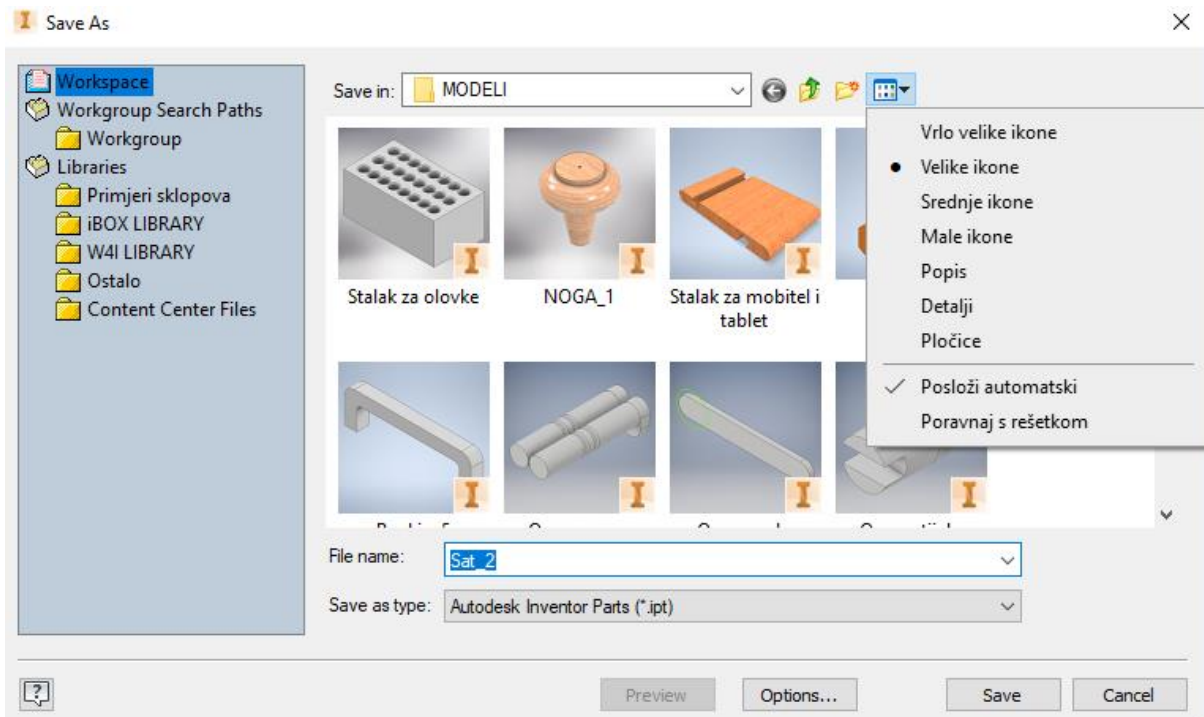 Save As
Workspace
Workgroup Search Paths
Workgroup
Libraries
Primjeri sklopova
iBOX LIBRARY
W4I LIBRARY
Ostalo
Content Center Files
Save in:
MODELI
Vrlo velike ikone
Velike ikone
Srednje ikone
Male ikone
Popis
Detalji
Pločice
Posloži automatski
Poravnaj s rešetkom
Stalak za olovke
NOGA_1
Stalak za mobitel i
tablet
File name:
Sat_2
Save as type:
Autodesk Inventor Parts (*.ipt)
Preview
Options...
Save
Cancel